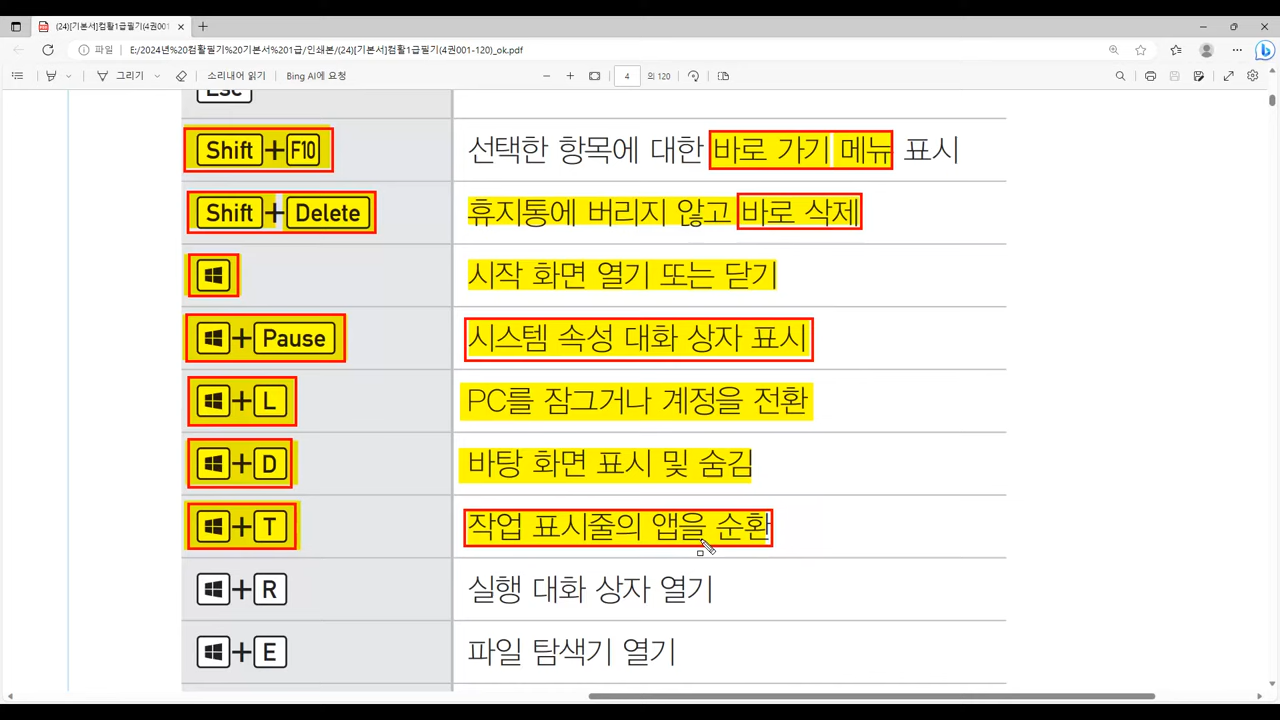 (24)[기본서]컴활1급필기(4권001
파일
E:/2024년%20컴활필기%20기본서%201급/인쇄본/(24)[기본서]컴활1급필기(4권001-120)_ok.pdf
그리기
소리내어 읽기
Bing AI에 요청
4
의 120
Esc
Shift+F10 선택한 항목에 대한 바로 가기 메뉴 표시
Shift+Delete 휴지통에 버리지 않고 바로 삭제
시작 화면 열기 또는 닫기
+Pause 시스템 속성 대화 상자 표시
+L PC를 잠그거나 계정을 전환
+D 바탕 화면 표시 및 숨김
+T 작업 표시줄의 앱을 순환
+R 실행 대화 상자 열기
+E 파일 탐색기 열기